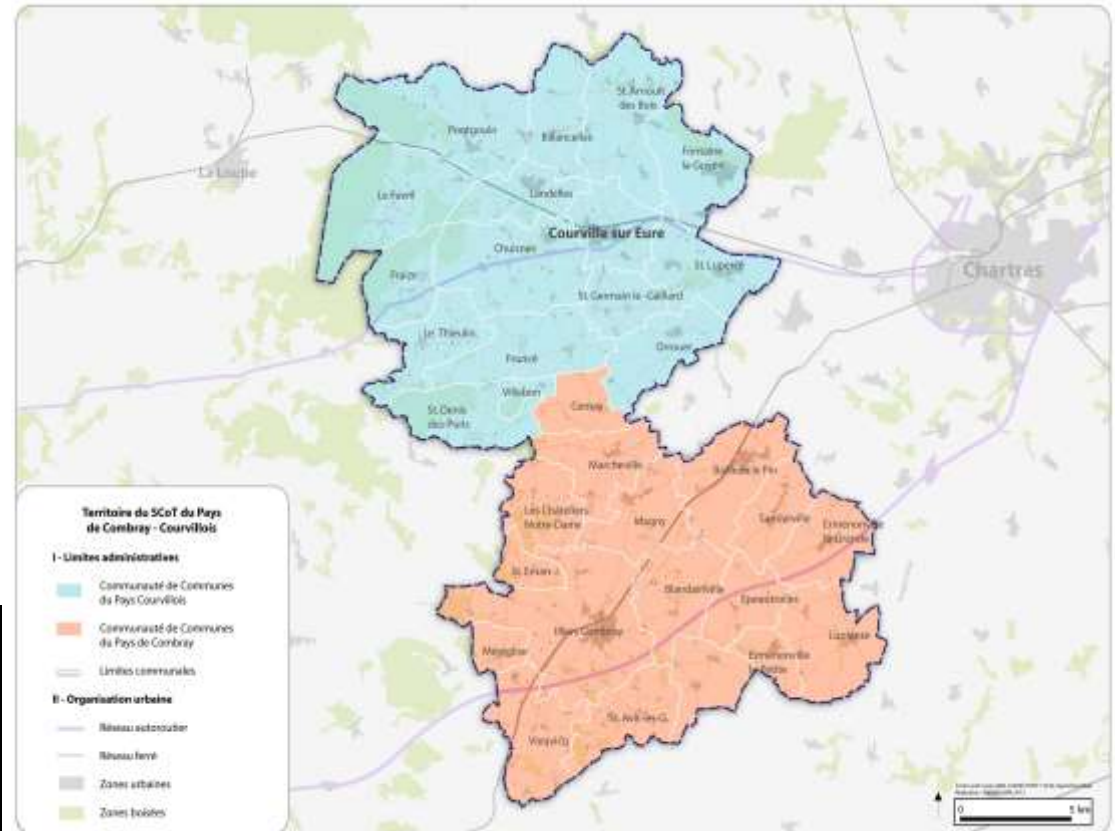 St. Arnoult
des Bois
Pontgouin
Billancelles
Fontaine
la Guyon
La Loupe
Le Favril
Landelles
Courville sur Eure
Chuisnes
Chartres
Fruncé
St. Luperce
St. Germain le -Gaillard
Le Thieulin
Orrouer
Villebon
Cernay
St. Denis
des Puits
Marcheville
Les Châtelliers
Notre-Dame
Magny
Sandarville
St. Eman
Blandainville
Epeautrolles
Illiers Combray
Luplanté
Méréglise
Ermenonville
la Petite
St. Avit-les-G.
Vieuvicq
Territoire du SCoT du Pays
de Combray - Courvillois
I - Limites administratives
Communauté de Communes
du Pays Courvillois
Communauté de Communes
du Pays de Combray
Limites communales
II - Organisation urbaine
Réseau autoroutier
Réseau ferré
Zones urbaines
Zones boisées
0 5 km